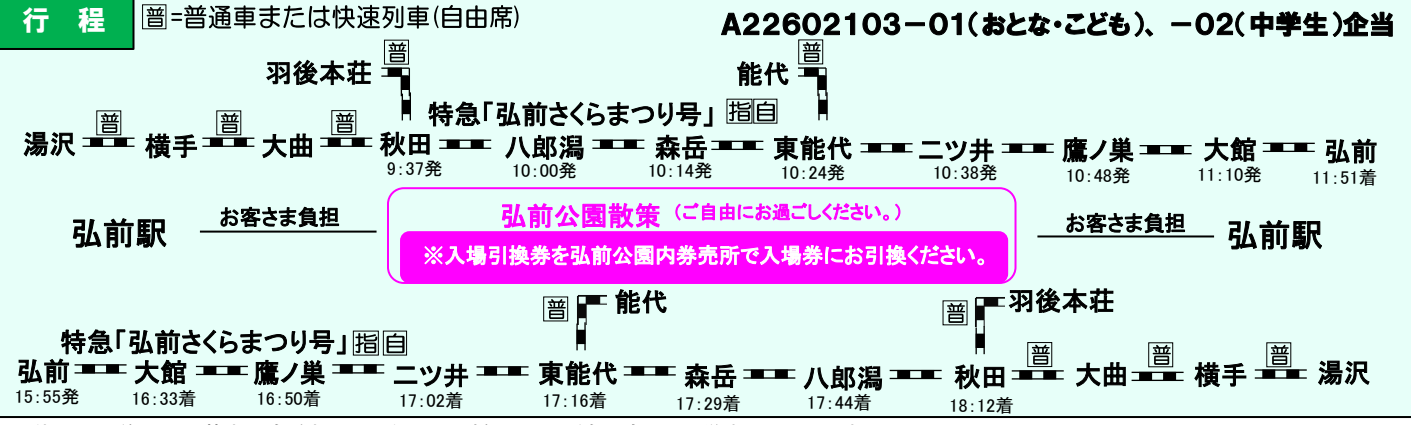 行程
普=普通車または快速列車(自由席)
A22602103-01(おとな・こども)、-02(中学生)企当
普
普
羽後本荘
能代
特急「弘前さくらまつり号」 指自
普 普 普
湯沢 横手 大曲 秋田 八郎潟 森岳 東能代 二ツ井 鷹ノ巣 大館 弘前
9:37発 10:00発 10:14発 10:24発 10:38発 10:48発 11:10発 11:51着
弘前駅 お客さま負担 弘前公園散策 (ご自由にお過ごしください。) お客さま負担 弘前駅
※入場引換券を弘前公園内券売所で入場券にお引換ください。
普 能代 普 羽後本荘
特急「弘前さくらまつり号」指自
普 普 普
弘前 大館 鷹ノ巣 二ツ井 東能代 森岳 八郎潟 秋田 大曲 横手 湯沢
15:55発 16:33着 16:50着 17:02着 17:16着 17:29着 17:44着 18:12着